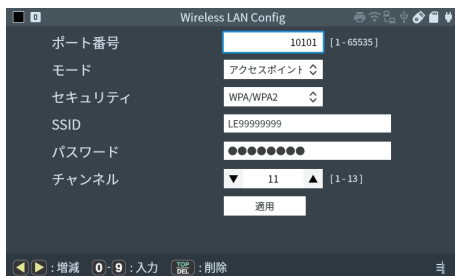 0 Wireless LAN Config
ポート番号 10101 [1-65535]
モード アクセスポイント
セキュリティ WPA/WPA2
SSID LE99999999
パスワード ●●●●●●●●
チャンネル ▼ 11 ▲ [1-13]
適用
◀▶:増減 0-9:入力 TOP DEL:削除